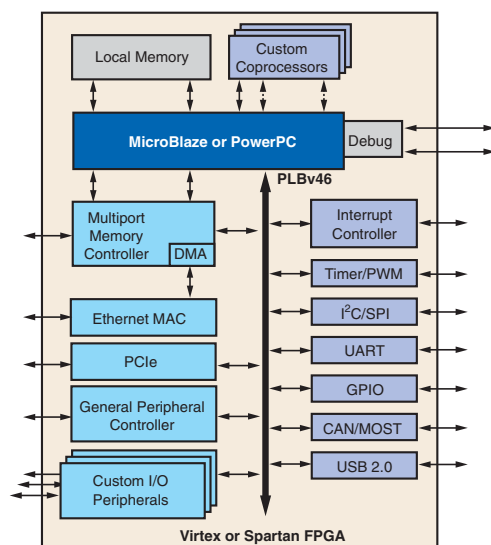 Local Memory
Custom
Coprocessors
MicroBlaze or PowerPC
Debug
PLBv46
Multiport
Memory
Controller
DMA
Ethernet MAC
PCIe
General Peripheral
Controller
Custom I/O
Peripherals
Interrupt
Controller
Timer/PWM
I²C/SPI
UART
GPIO
CAN/MOST
USB 2.0
Virtex or Spartan FPGA